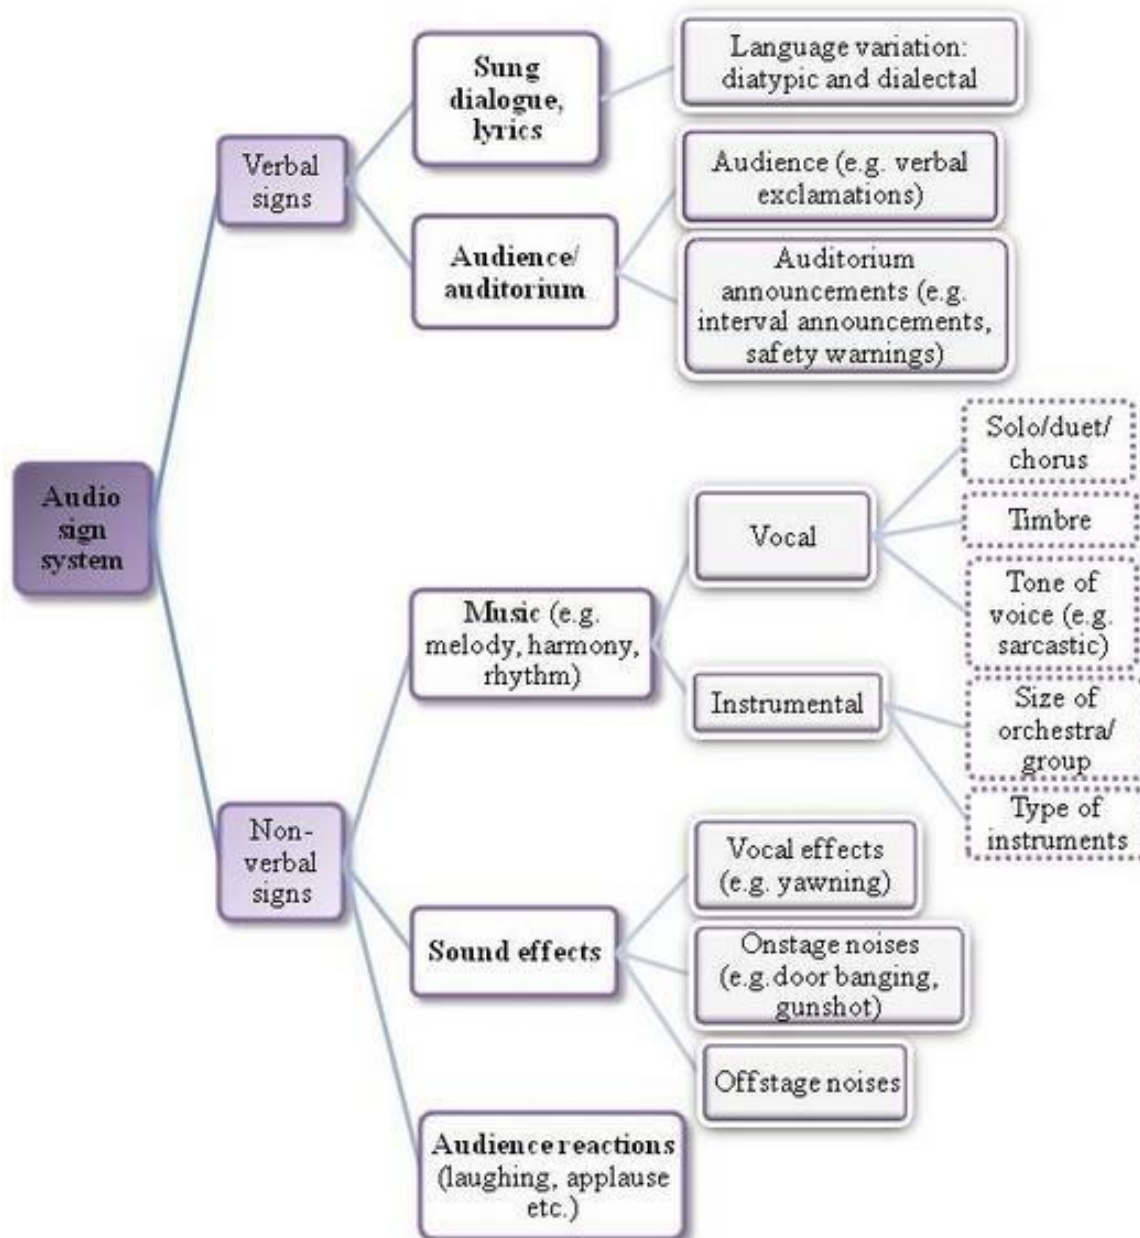 Sung
dialogue,
lyrics
Language variation:
diatypic and dialectal
Verbal
signs
Audience (e.g. verbal
exclamations)
Audience/
auditorium
Auditorium
announcements (e.g.
interval announcements,
safety warnings)
Audio
sign
system
Solo/duet/
chorus
Vocal
Timbre
Tone of
voice (e.g.
sarcastic)
Music (e.g.
melody, harmony,
rhythm)
Instrumental
Size of
orchestra/
group
Type of
instruments
Non-
verbal
signs
Vocal effects
(e.g. yawning)
Sound effects
Onstage noises
(e.g. door banging,
gunshot)
Offstage noises
Audience reactions
(laughing, applause
etc.)